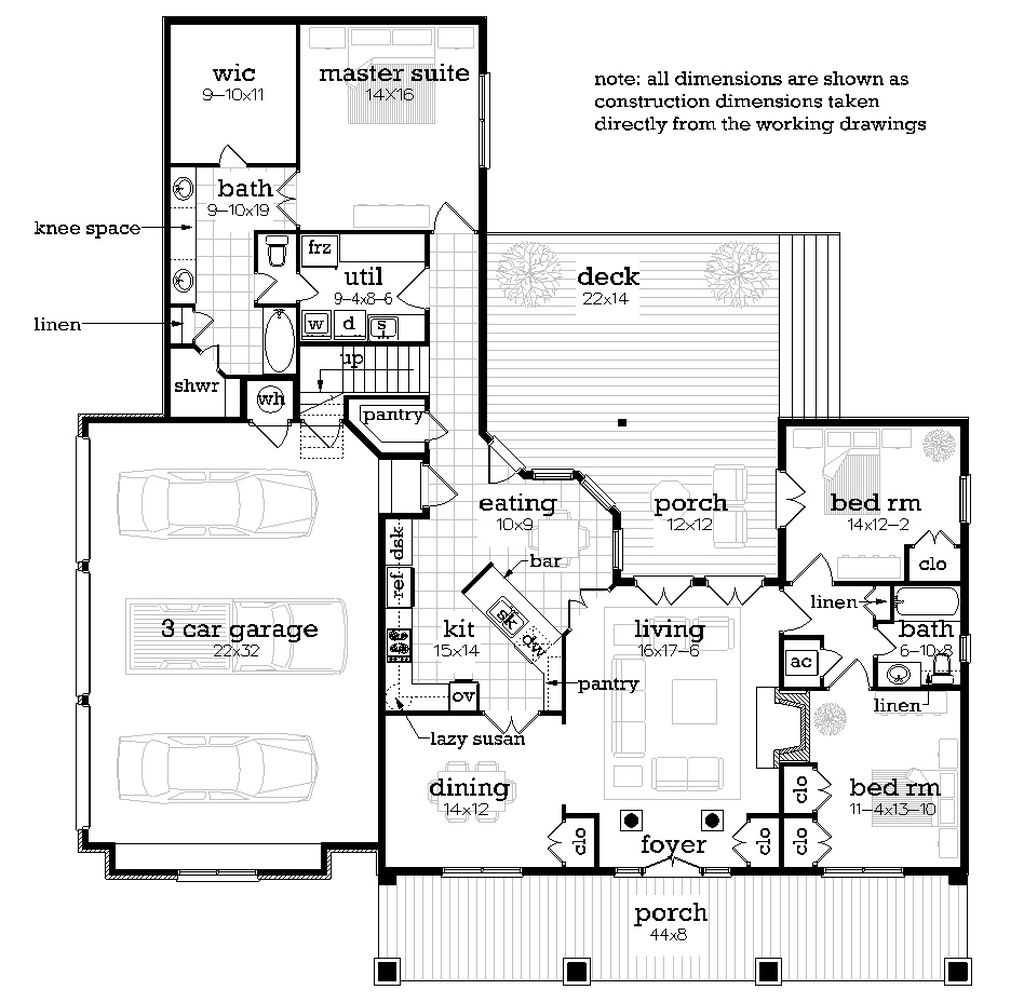 wic
9–10x11
master suite
14X16
note: all dimensions are shown as
construction dimensions taken
directly from the working drawings
bath
9–10x19
knee space
frz
util
9–4x8–6
deck
22x14
linen
w
d
s
up
shwr
wh
pantry
eating
10x9
porch
12x12
bed rm
14x12–2
dsk
bar
clo
ref
linen
3 car garage
22x32
kit
15x14
sk
dw
living
16x17–6
bath
6–10x8
ac
pantry
ov
linen
lazy susan
dining
14x12
clo
bed rm
11–4x13–10
clo
foyer
clo
clo
porch
44x8